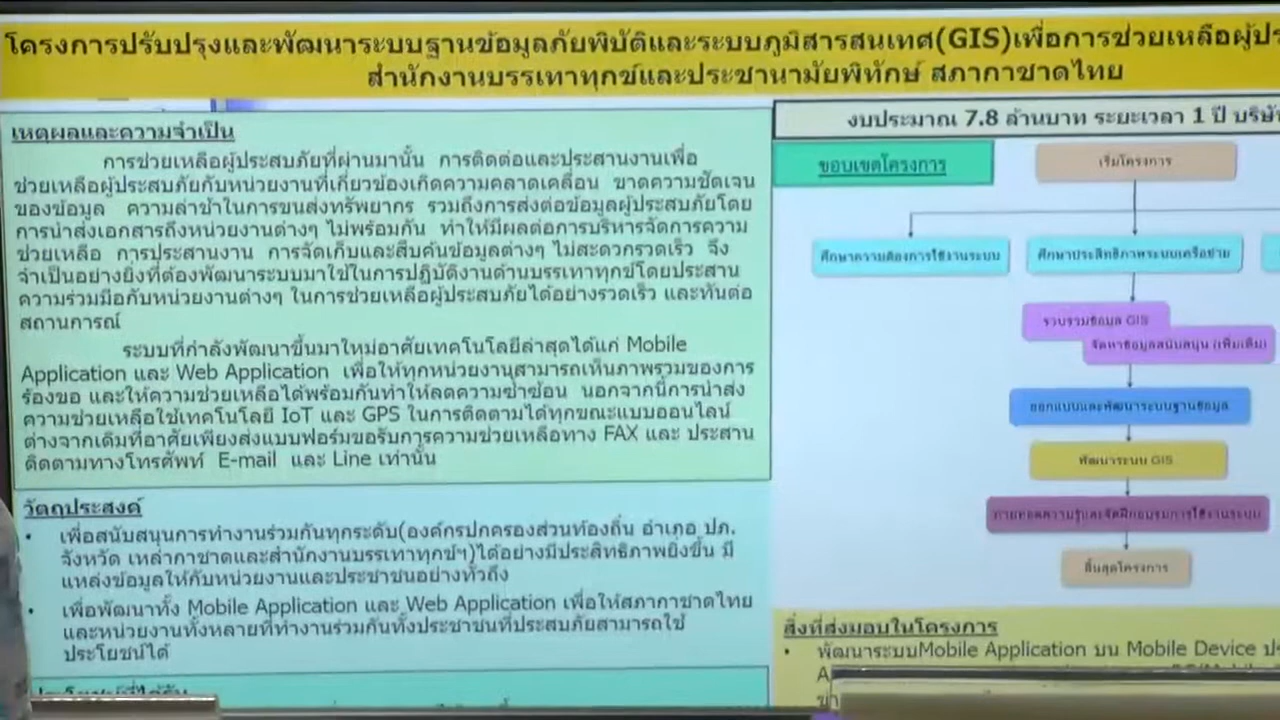 โครงการปรับปรุงและพัฒนาระบบฐานข้อมูลภัยพิบัติและระบบภูมิสารสนเทศ(GIS)เพื่อการช่วยเหลือผู้ประ
สำนักงานบรรเทาทุกข์และประชานามัยพิทักษ์ สภากาชาดไทย
เหตุผลและความจำเป็น
การช่วยเหลือผู้ประสบภัยที่ผ่านมานั้น การติดต่อและประสานงานเพื่อ
ช่วยเหลือผู้ประสบภัยกับหน่วยงานที่เกี่ยวข้องเกิดความคลาดเคลื่อน ขาดความชัดเจน
ของข้อมูล ความล่าช้าในการขนส่งทรัพยากร รวมถึงการส่งต่อข้อมูลผู้ประสบภัยโดย
การนำส่งเอกสารถึงหน่วยงานต่างๆ ไม่พร้อมกัน ทำให้มีผลต่อการบริหารจัดการความ
ช่วยเหลือ การประสานงาน การจัดเก็บและสืบค้นข้อมูลต่างๆ ไม่สะดวกรวดเร็ว จึง
จำเป็นอย่างยิ่งที่ต้องพัฒนาระบบมาใช้ในการปฏิบัติงานด้านบรรเทาทุกข์โดยประสาน
ความร่วมมือกับหน่วยงานต่างๆ ในการช่วยเหลือผู้ประสบภัยได้อย่างรวดเร็ว และทันต่อ
สถานการณ์
ระบบที่กำลังพัฒนาขึ้นมาใหม่อาศัยเทคโนโลยีล่าสุดได้แก่ Mobile
Application และ Web Application เพื่อให้ทุกหน่วยงานสามารถเห็นภาพรวมของการ
ร้องขอ และให้ความช่วยเหลือได้พร้อมกันทำให้ลดความซ้ำซ้อน นอกจากนี้การนำส่ง
ความช่วยเหลือใช้เทคโนโลยี IoT และ GPS ในการติดตามได้ทุกขณะแบบออนไลน์
ต่างจากเดิมที่อาศัยเพียงส่งแบบฟอร์มขอรับการความช่วยเหลือทาง FAX และ ประสาน
ติดตามทางโทรศัพท์ E-mail และ Line เท่านั้น
วัตถุประสงค์
• เพื่อสนับสนุนการทำงานร่วมกันทุกระดับ(องค์กรปกครองส่วนท้องถิ่น อำเภอ ปภ.
จังหวัด เหล่ากาชาดและสำนักงานบรรเทาทุกข์ฯ)ได้อย่างมีประสิทธิภาพยิ่งขึ้น มี
แหล่งข้อมูลให้กับหน่วยงานและประชาชนอย่างทั่วถึง
• เพื่อพัฒนาทั้ง Mobile Application และ Web Application เพื่อให้สภากาชาดไทย
และหน่วยงานทั้งหลายที่ทำงานร่วมกันทั้งประชาชนที่ประสบภัยสามารถใช้
ประโยชน์ได้
งบประมาณ 7.8 ล้านบาท ระยะเวลา 1 ปี บริษั
ขอบเขตโครงการ
เริ่มโครงการ
ศึกษาความต้องการใช้งานระบบ
ศึกษาประสิทธิภาพระบบเครือข่าย
รวบรวมข้อมูล GIS
จัดหาข้อมูลสนับสนุน (เพิ่มเติม)
ออกแบบและพัฒนาระบบฐานข้อมูล
พัฒนาระบบ GIS
ถ่ายทอดความรู้และจัดฝึกอบรมการใช้งานระบบ
สิ้นสุดโครงการ
สิ่งที่ส่งมอบในโครงการ
• พัฒนาระบบMobile Application บน Mobile Device